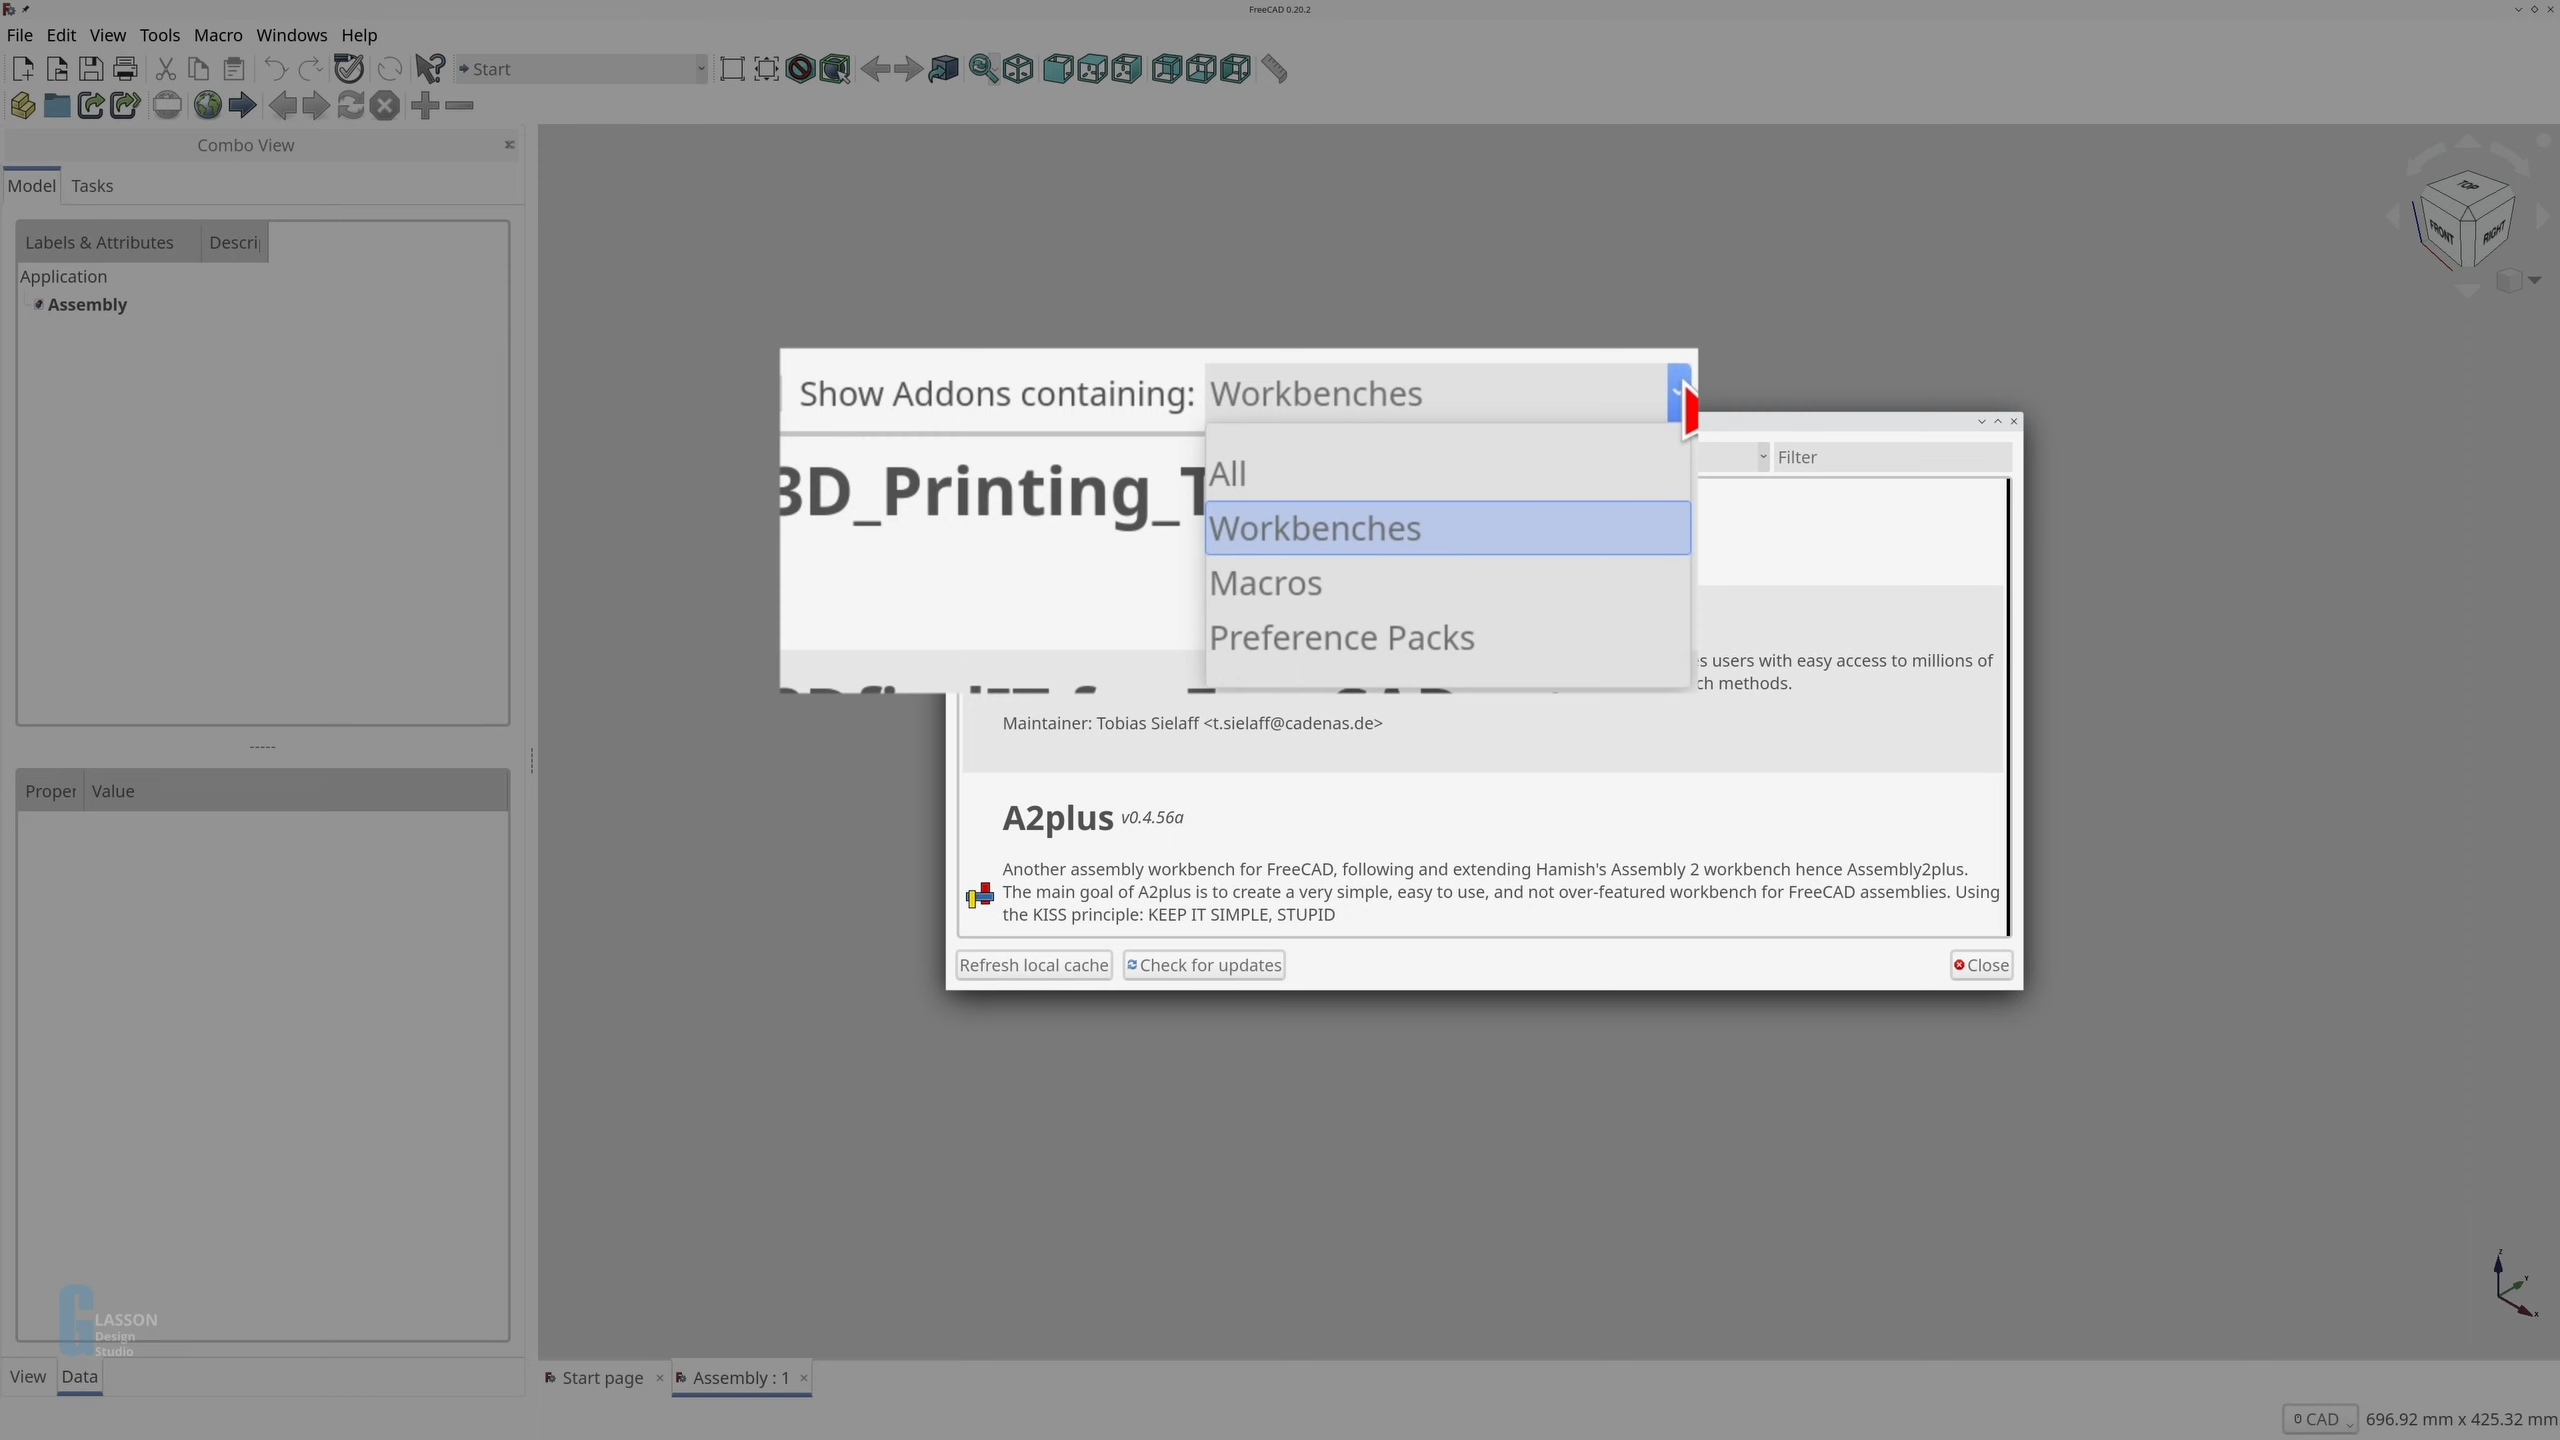 FreeCAD 0.20.2
File Edit View Tools Macro Windows Help
Start
Combo View
Model Tasks
Labels & Attributes Descri
Application
Assembly
TOP
FRONT
RIGHT
Show Addons containing: Workbenches
All
Workbenches
Macros
Preference Packs
3D_Printing_T
Filter
s users with easy access to millions of
ch methods.
Maintainer: Tobias Sielaff <t.sielaff@cadenas.de>
A2plus v0.4.56a
Another assembly workbench for FreeCAD, following and extending Hamish's Assembly 2 workbench hence Assembly2plus.
The main goal of A2plus is to create a very simple, easy to use, and not over-featured workbench for FreeCAD assemblies. Using
the KISS principle: KEEP IT SIMPLE, STUPID
Refresh local cache Check for updates Close
Proper Value
GLASSON
Design
Studio
View Data
Start page Assembly : 1
Z
Y
X
CAD 696.92 mm x 425.32 mm